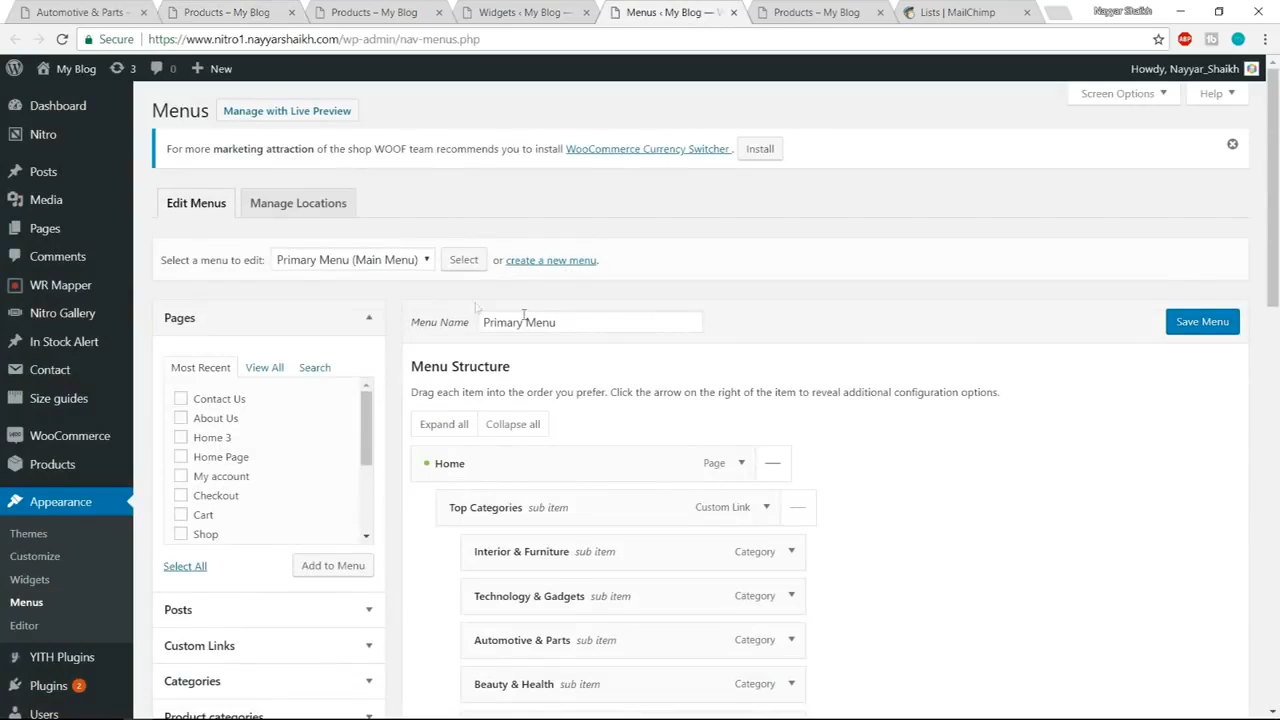 Automotive & Parts -
Products – My Blog
Products – My Blog
Widgets ‹ My Blog —
Menus ‹ My Blog —
Products – My Blog
Lists | MailChimp
Nayyar Shaikh
Secure
https://www.nitro1.nayyarshaikh.com/wp-admin/nav-menus.php
ABP
My Blog
3
0
New
Howdy, Nayyar_Shaikh
Dashboard
Nitro
Posts
Media
Pages
Comments
WR Mapper
Nitro Gallery
In Stock Alert
Contact
Size guides
WooCommerce
Products
Appearance
Themes
Customize
Widgets
Menus
Editor
YITH Plugins
Plugins 2
Users
Menus
Manage with Live Preview
Screen Options
Help
For more marketing attraction of the shop WOOF team recommends you to install WooCommerce Currency Switcher .
Install
Edit Menus
Manage Locations
Select a menu to edit:
Primary Menu (Main Menu)
Select
or create a new menu.
Pages
Most Recent
View All
Search
Contact Us
About Us
Home 3
Home Page
My account
Checkout
Cart
Shop
Select All
Add to Menu
Posts
Custom Links
Categories
Product categories
Menu Name
Primary Menu
Save Menu
Menu Structure
Drag each item into the order you prefer. Click the arrow on the right of the item to reveal additional configuration options.
Expand all
Collapse all
Home
Page
Top Categories sub item
Custom Link
Interior & Furniture sub item
Category
Technology & Gadgets sub item
Category
Automotive & Parts sub item
Category
Beauty & Health sub item
Category